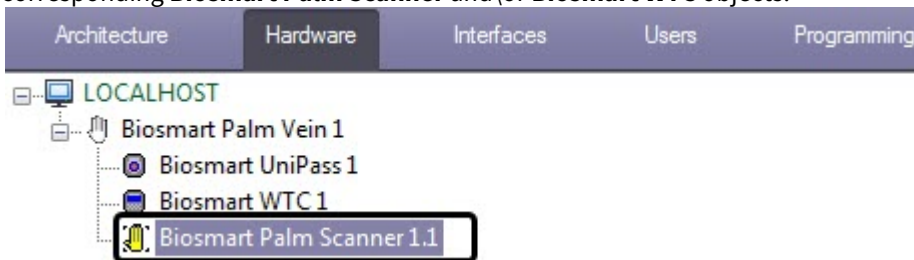 corresponding Biosmart Palm Scanner and\or Biosmart WTC objects.
Architecture Hardware Interfaces Users Programming
LOCALHOST
Biosmart Palm Vein 1
Biosmart UniPass 1
Biosmart WTC 1
Biosmart Palm Scanner 1.1